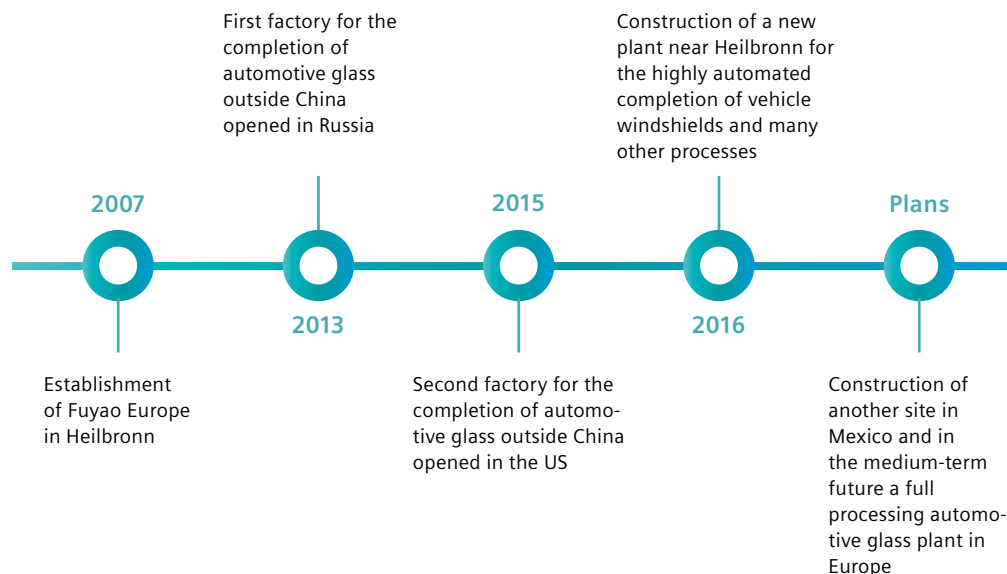 2007
Establishment
of Fuyao Europe
in Heilbronn
First factory for the
completion of
automotive glass
outside China
opened in Russia
2013
2015
Second factory for the
completion of automo-
tive glass outside China
opened in the US
Construction of a new
plant near Heilbronn for
the highly automated
completion of vehicle
windshields and many
other processes
2016
Plans
Construction of
another site in
Mexico and in
the medium-term
future a full
processing automo-
tive glass plant in
Europe